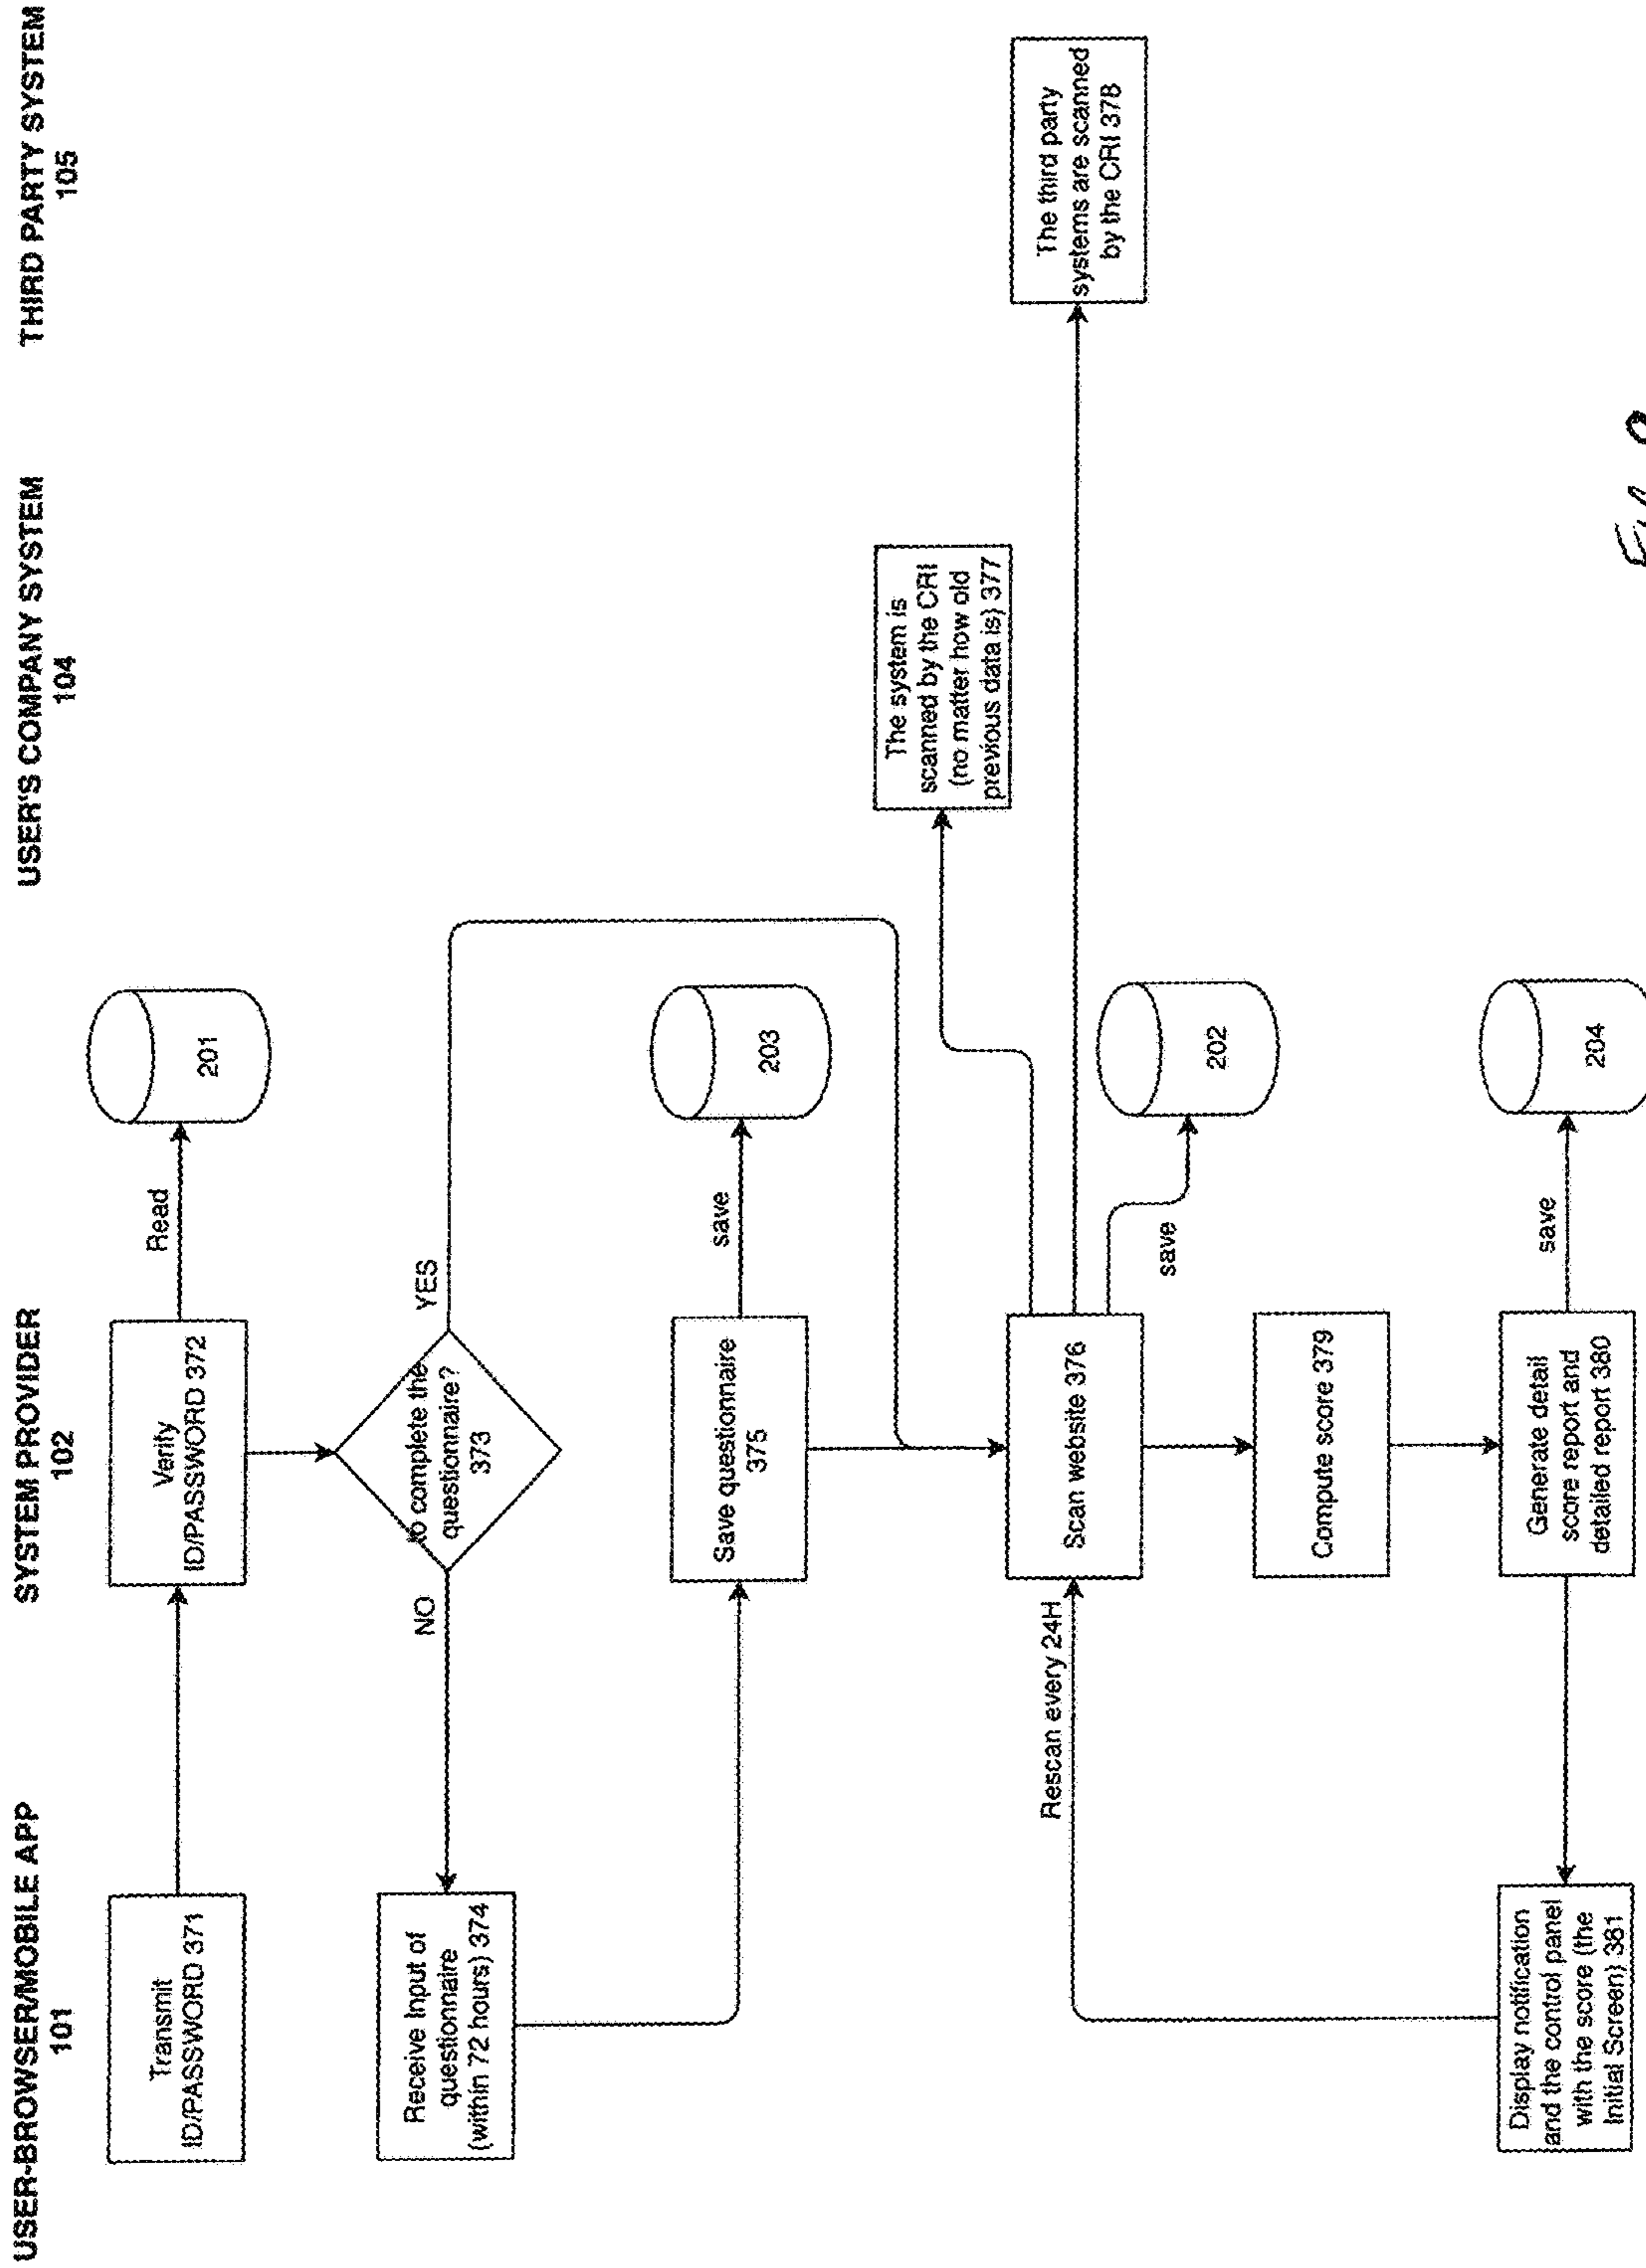 USER-BROWSER/MOBILE APP
101
SYSTEM PROVIDER
102
USER'S COMPANY SYSTEM
104
THIRD PARTY SYSTEM
105
Transmit
ID/PASSWORD 371
Verify
ID/PASSWORD 372
Read
201
to complete the
questionnaire?
373
NO
YES
Receive Input of
questionnaire
(within 72 hours) 374
Save questionnaire
375
save
203
The system is
scanned by the CRI
(no matter how old
previous data is) 377
Rescan every 24H
Scan website 376
The third party
systems are scanned
by the CRI 378
save
202
Compute score 379
Display notification
and the control panel
with the score (the
Initial Screen) 381
Generate detail
score report and
detailed report 380
save
204